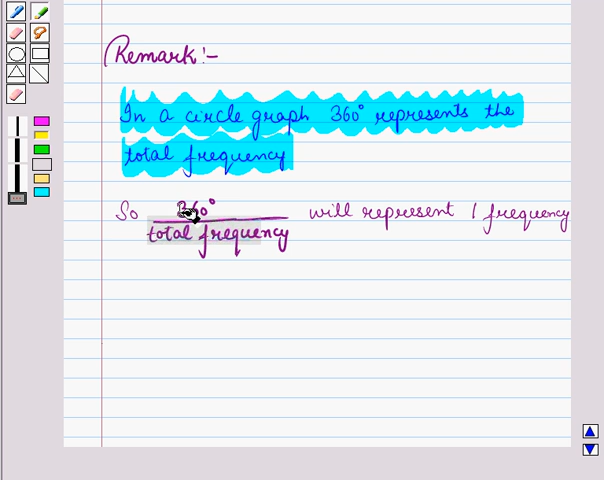 Remark :-
In a circle graph 360° represents the
total frequency
So 360° / total frequency will represent 1 frequency